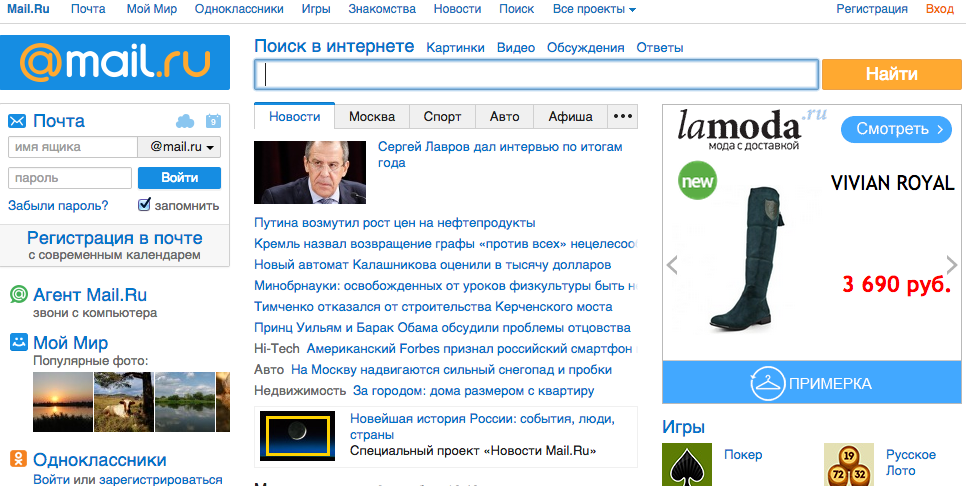 Mail.Ru Почта Мой Мир Одноклассники Игры Знакомства Новости Поиск Все проекты Регистрация Вход
@mail.ru
Поиск в интернете Картинки Видео Обсуждения Ответы
Найти
Почта 9
имя ящика @mail.ru
пароль Войти
Забыли пароль? запомнить
Регистрация в почте
с современным календарем
Агент Mail.Ru
звони с компьютера
Мой Мир
Популярные фото:
Одноклассники
Войти или зарегистрироваться
Новости Москва Спорт Авто Афиша •••
Сергей Лавров дал интервью по итогам
года
Путина возмутил рост цен на нефтепродукты
Кремль назвал возвращение графы «против всех» нецелесоо
Новый автомат Калашникова оценили в тысячу долларов
Минобрнауки: освобожденных от уроков физкультуры быть н
Тимченко отказался от строительства Керченского моста
Принц Уильям и Барак Обама обсудили проблемы отцовства
Hi-Tech Американский Forbes признал российский смартфон
Авто На Москву надвигаются сильный снегопад и пробки
Недвижимость За городом: дома размером с квартиру
Новейшая история России: события, люди,
страны
Специальный проект «Новости Mail.Ru»
lamoda.ru
мода с доставкой
Смотреть
new
VIVIAN ROYAL
3 690 руб.
ПРИМЕРКА
Игры
Покер
Русское
Лото
19
72 32